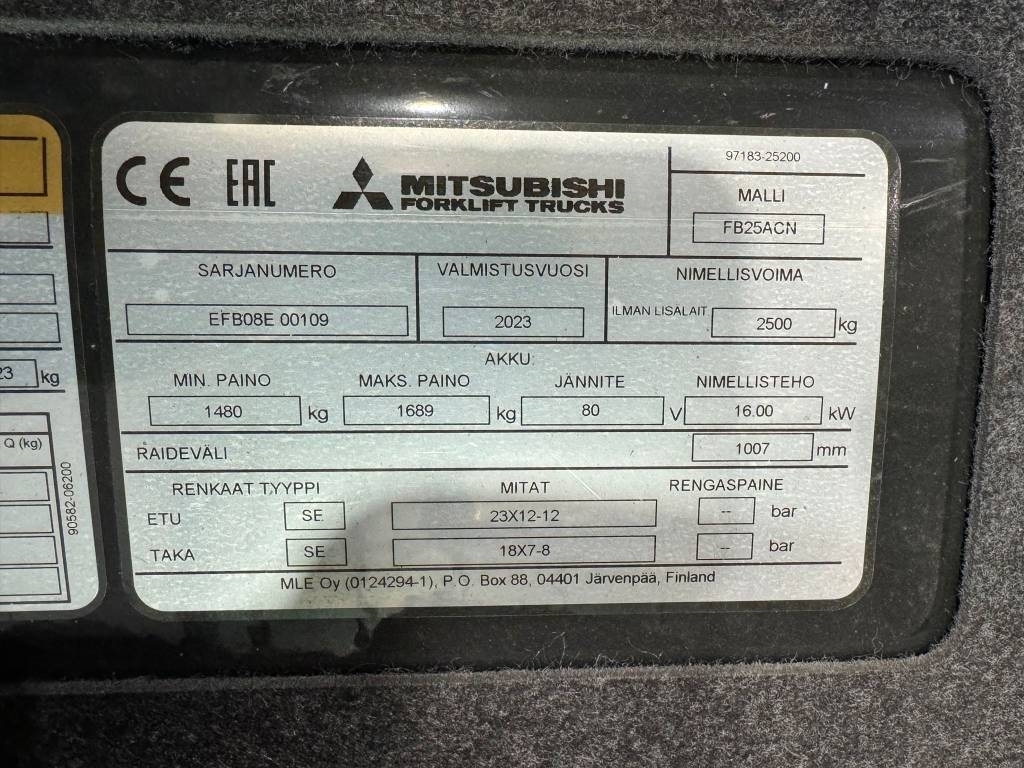 CE EAC MITSUBISHI
FORKLIFT TRUCKS
97183-25200
MALLI
FB25ACN
SARJANUMERO VALMISTUSVUOSI NIMELLISVOIMA
EFB08E 00109 2023 ILMAN LISÄLAIT 2500 kg
AKKU:
MIN. PAINO MAKS. PAINO JÄNNITE NIMELLISTEHO
1480 kg 1689 kg 80 V 16.00 kW
RAIDEVÄLI 1007 mm
RENKAAT TYYPPI MITAT RENGASPAINE
ETU SE 23X12-12 -- bar
TAKA SE 18X7-8 -- bar
MLE Oy (0124294-1), P.O. Box 88, 04401 Järvenpää, Finland
23 kg
Q (kg)
90582-06200